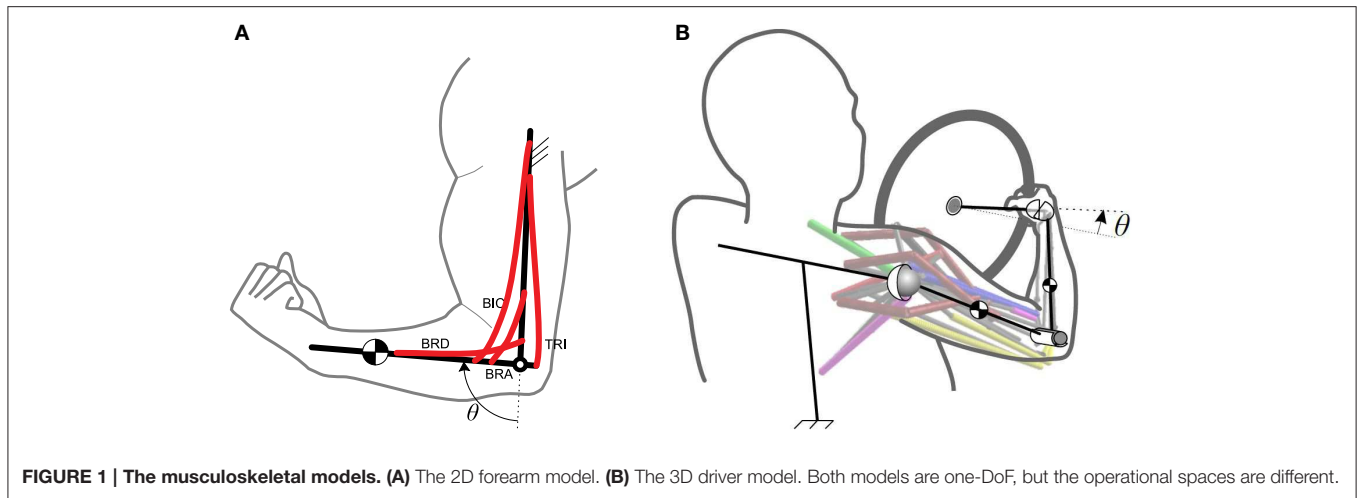 A
B
BIC
BRD
TRI
BRA
θ
θ
FIGURE 1 | The musculoskeletal models. (A) The 2D forearm model. (B) The 3D driver model. Both models are one-DoF, but the operational spaces are different.